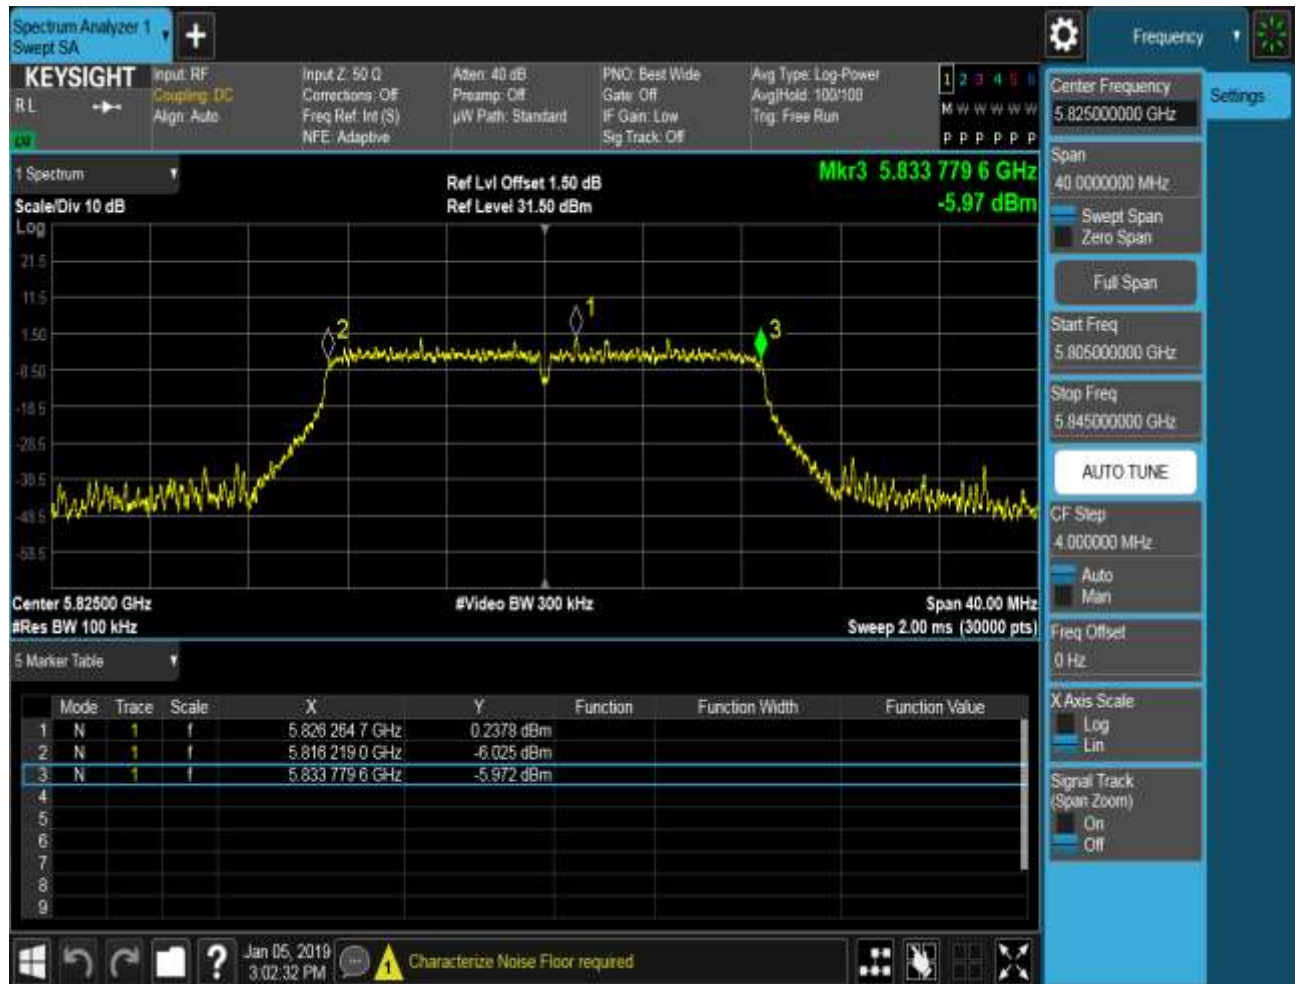 Spectrum Analyzer 1
Swept SA
+
Frequency
KEYSIGHT
R L
Input: RF
Coupling: DC
Align: Auto
Input Z: 50 Ω
Corrections: Off
Freq Ref: Int (S)
NFE: Adaptive
Atten: 40 dB
Preamp: Off
µW Path: Standard
PNO: Best Wide
Gate: Off
IF Gain: Low
Sig Track: Off
Avg Type: Log-Power
Avg|Hold: 100/100
Trig: Free Run
1 2 3 4 5 6
M W W W W W
P P P P P P
1 Spectrum
Scale/Div 10 dB
Ref Lvl Offset 1.50 dB
Ref Level 31.50 dBm
Mkr3 5.833 779 6 GHz
-5.97 dBm
Log
21.5
11.5
1.50
-8.50
-18.5
-28.5
-38.5
-48.5
-58.5
1
2
3
Center 5.82500 GHz
#Res BW 100 kHz
#Video BW 300 kHz
Span 40.00 MHz
Sweep 2.00 ms (30000 pts)
5 Marker Table
Mode Trace Scale X Y Function Function Width Function Value
1 N 1 f 5.826 264 7 GHz 0.2378 dBm
2 N 1 f 5.816 219 0 GHz -6.025 dBm
3 N 1 f 5.833 779 6 GHz -5.972 dBm
4
5
6
7
8
9
Jan 05, 2019
3:02:32 PM
?
1
Characterize Noise Floor required
Settings
Center Frequency
5.825000000 GHz
Span
40.0000000 MHz
Swept Span
Zero Span
Full Span
Start Freq
5.805000000 GHz
Stop Freq
5.845000000 GHz
AUTO TUNE
CF Step
4.000000 MHz
Auto
Man
Freq Offset
0 Hz
X Axis Scale
Log
Lin
Signal Track
(Span Zoom)
On
Off